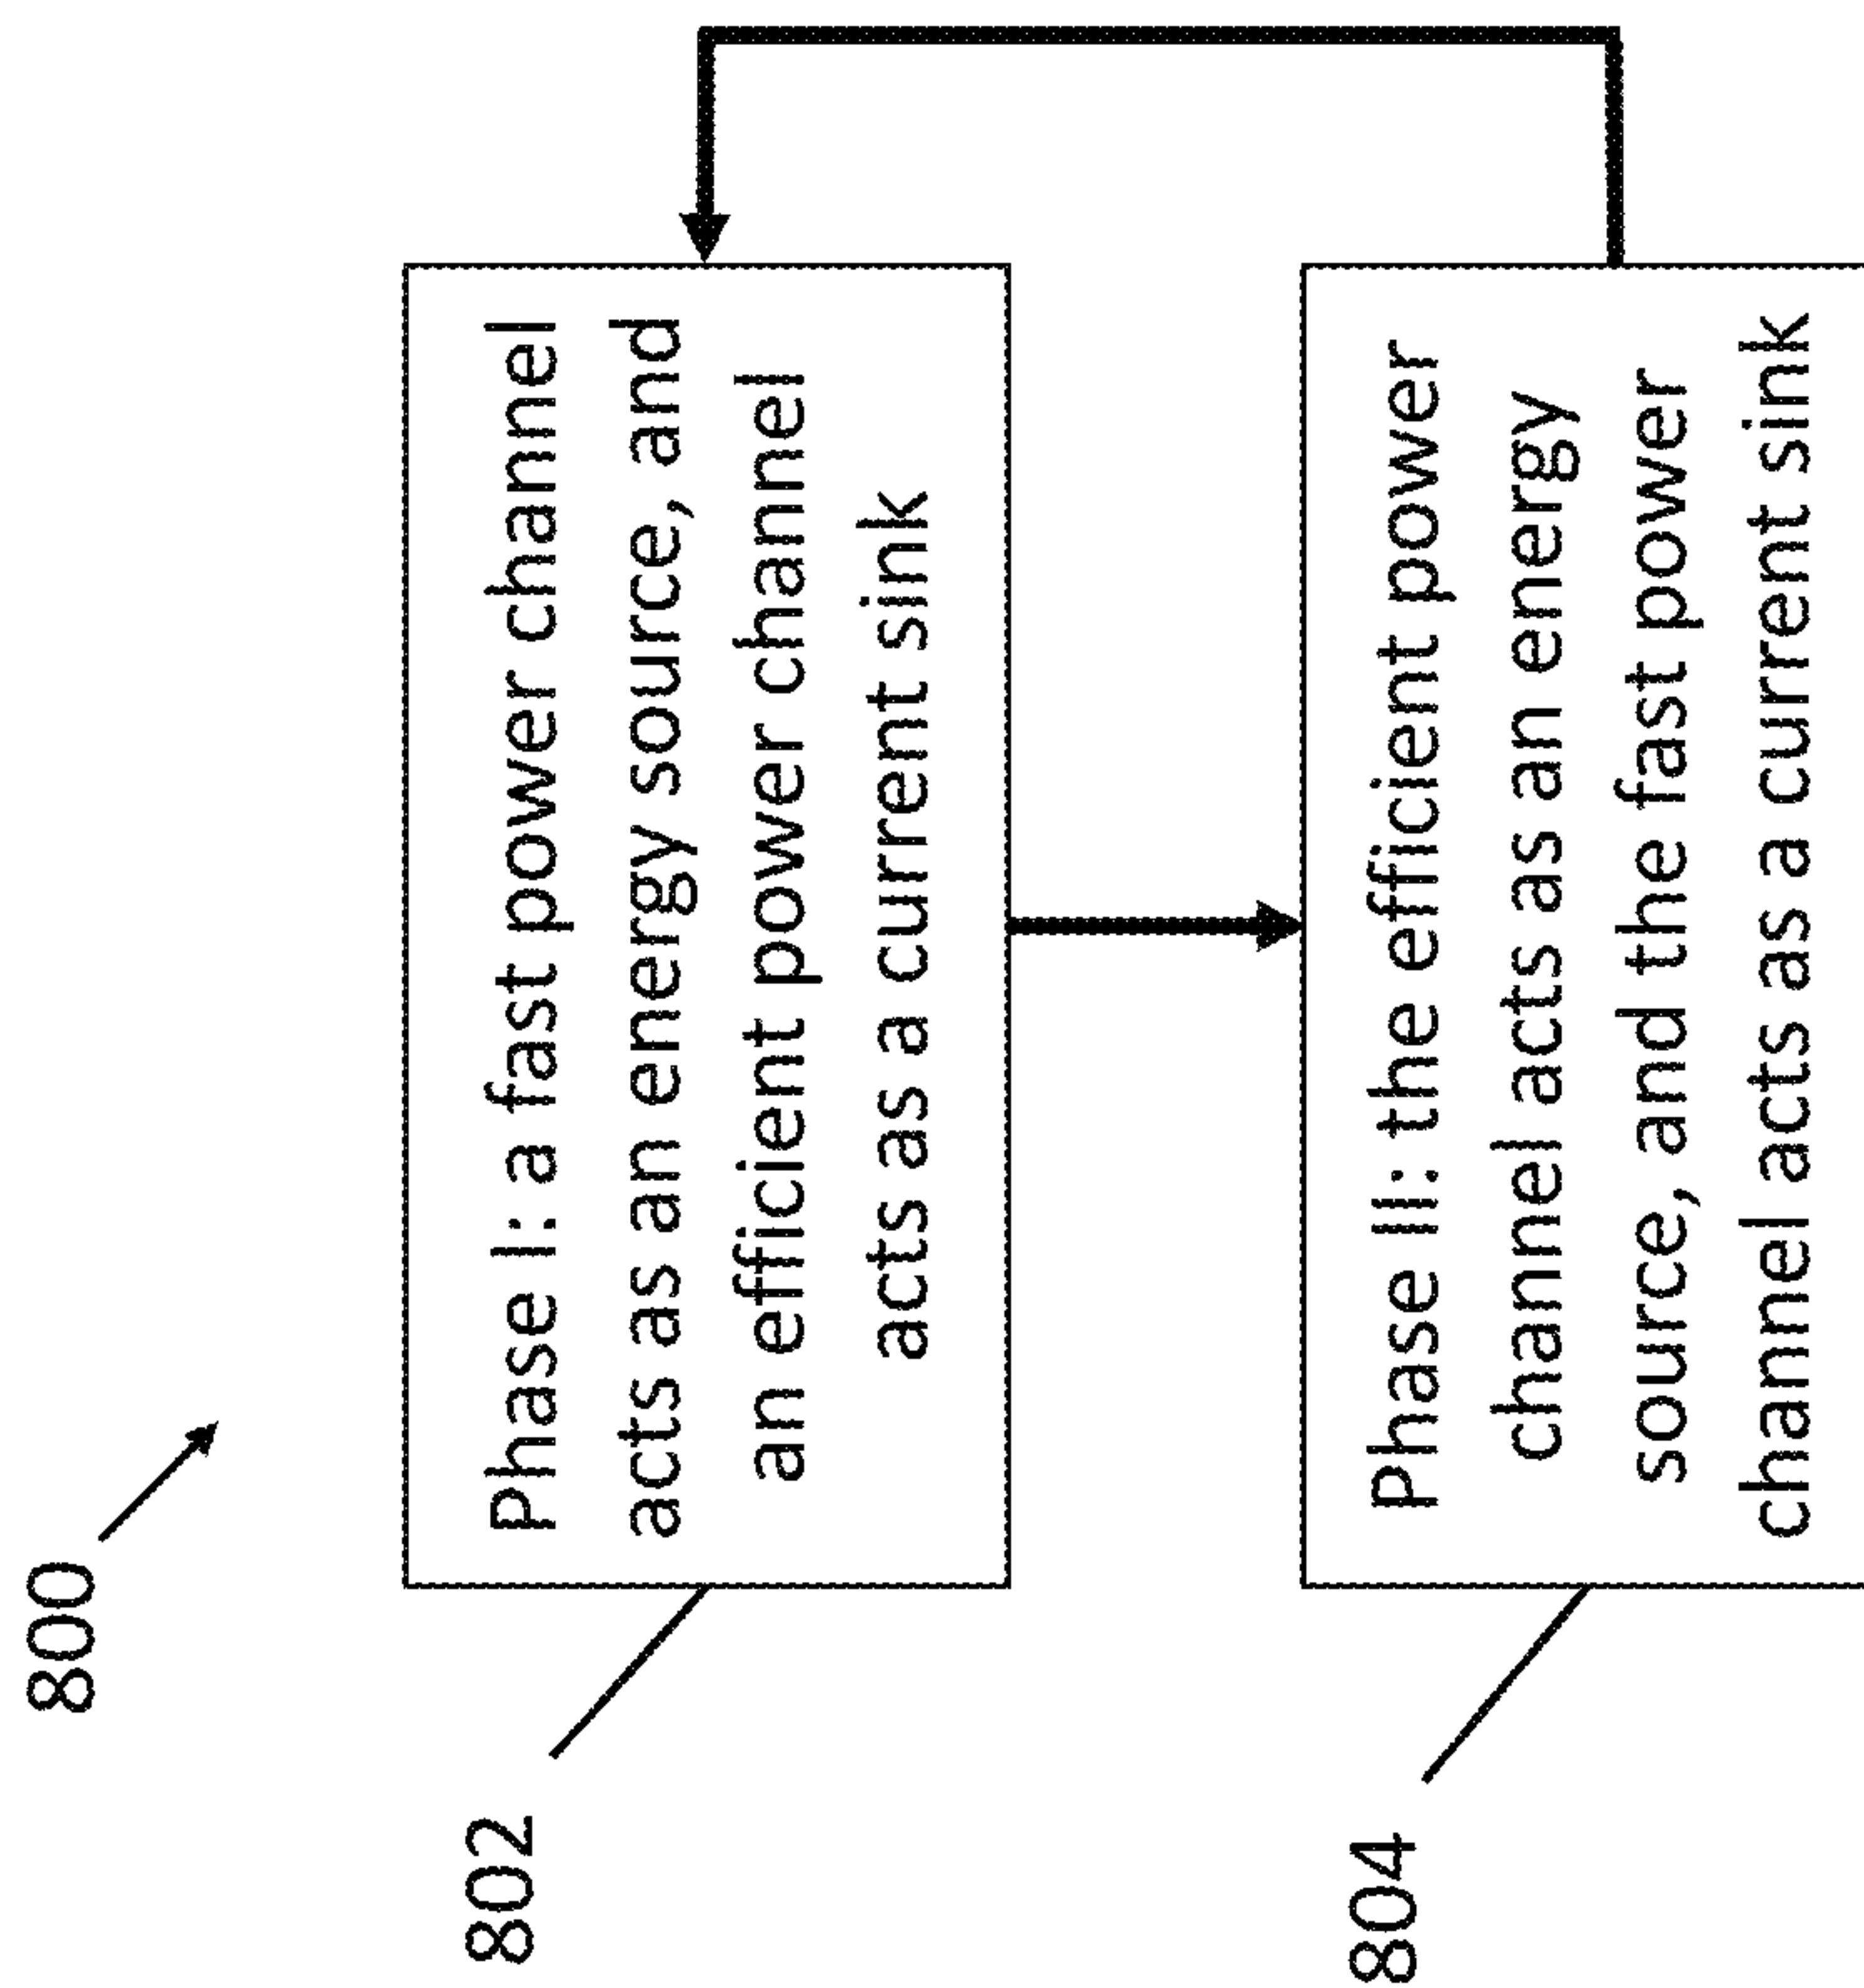 800
802
Phase I: a fast power channel
acts as an energy source, and
an efficient power channel
acts as a current sink
804
Phase II: the efficient power
channel acts as an energy
source, and the fast power
channel acts as a current sink